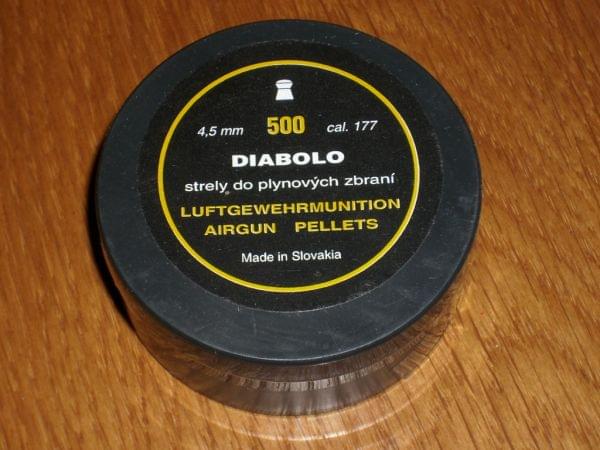 4,5 mm 500 cal. 177
DIABOLO
strely do plynových zbraní
LUFTGEWEHRMUNITION
AIRGUN PELLETS
Made in Slovakia